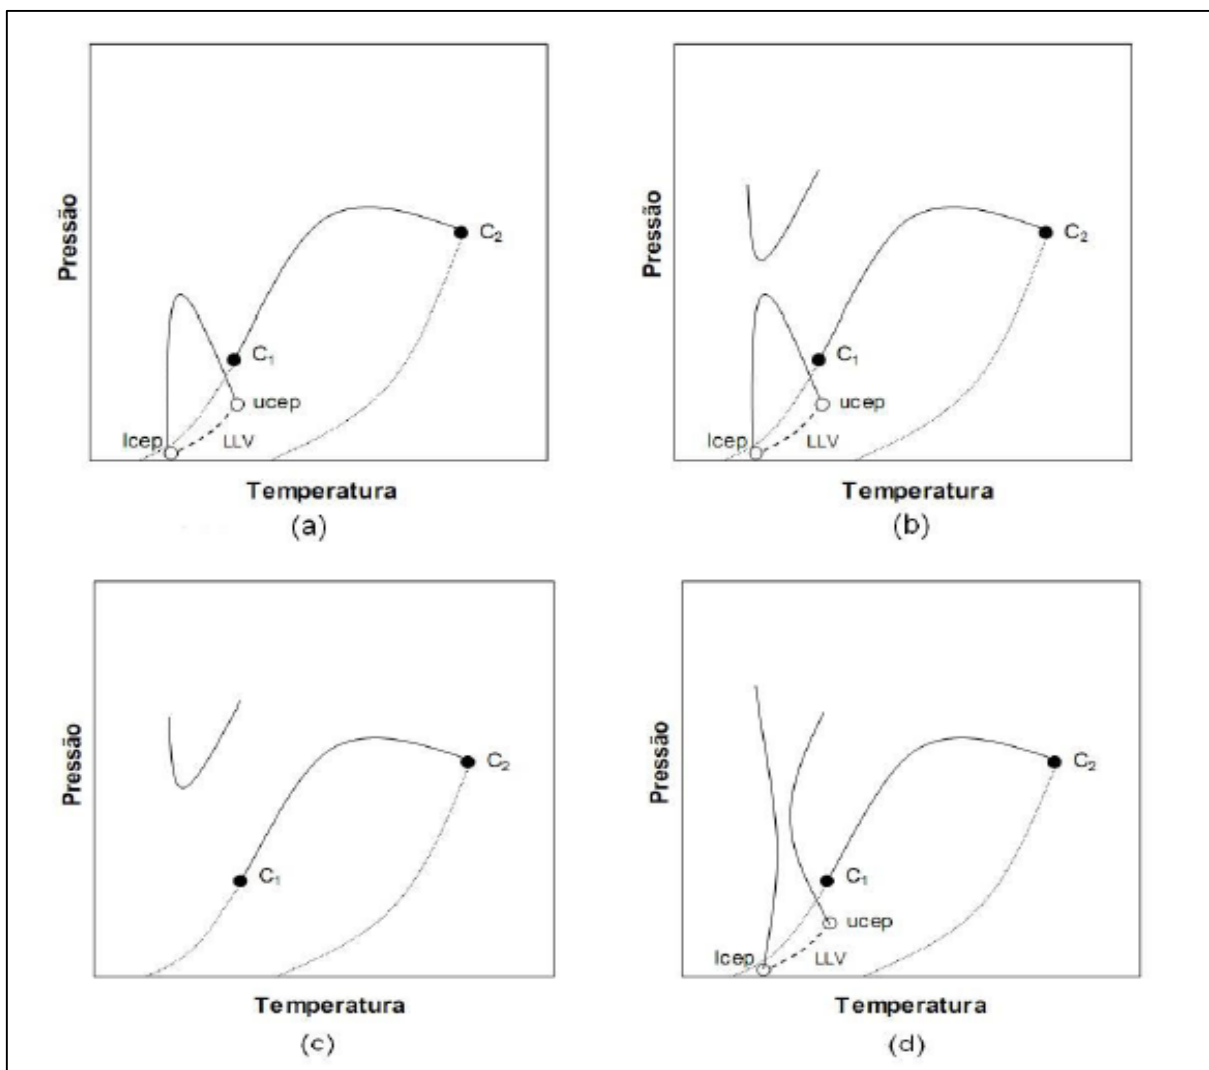 Pressão
C₂
C₁
ucep
lcep
LLV
Temperatura
(a)
Pressão
C₂
C₁
ucep
lcep
LLV
Temperatura
(b)
Pressão
C₂
C₁
Temperatura
(c)
Pressão
C₂
C₁
ucep
lcep
LLV
Temperatura
(d)